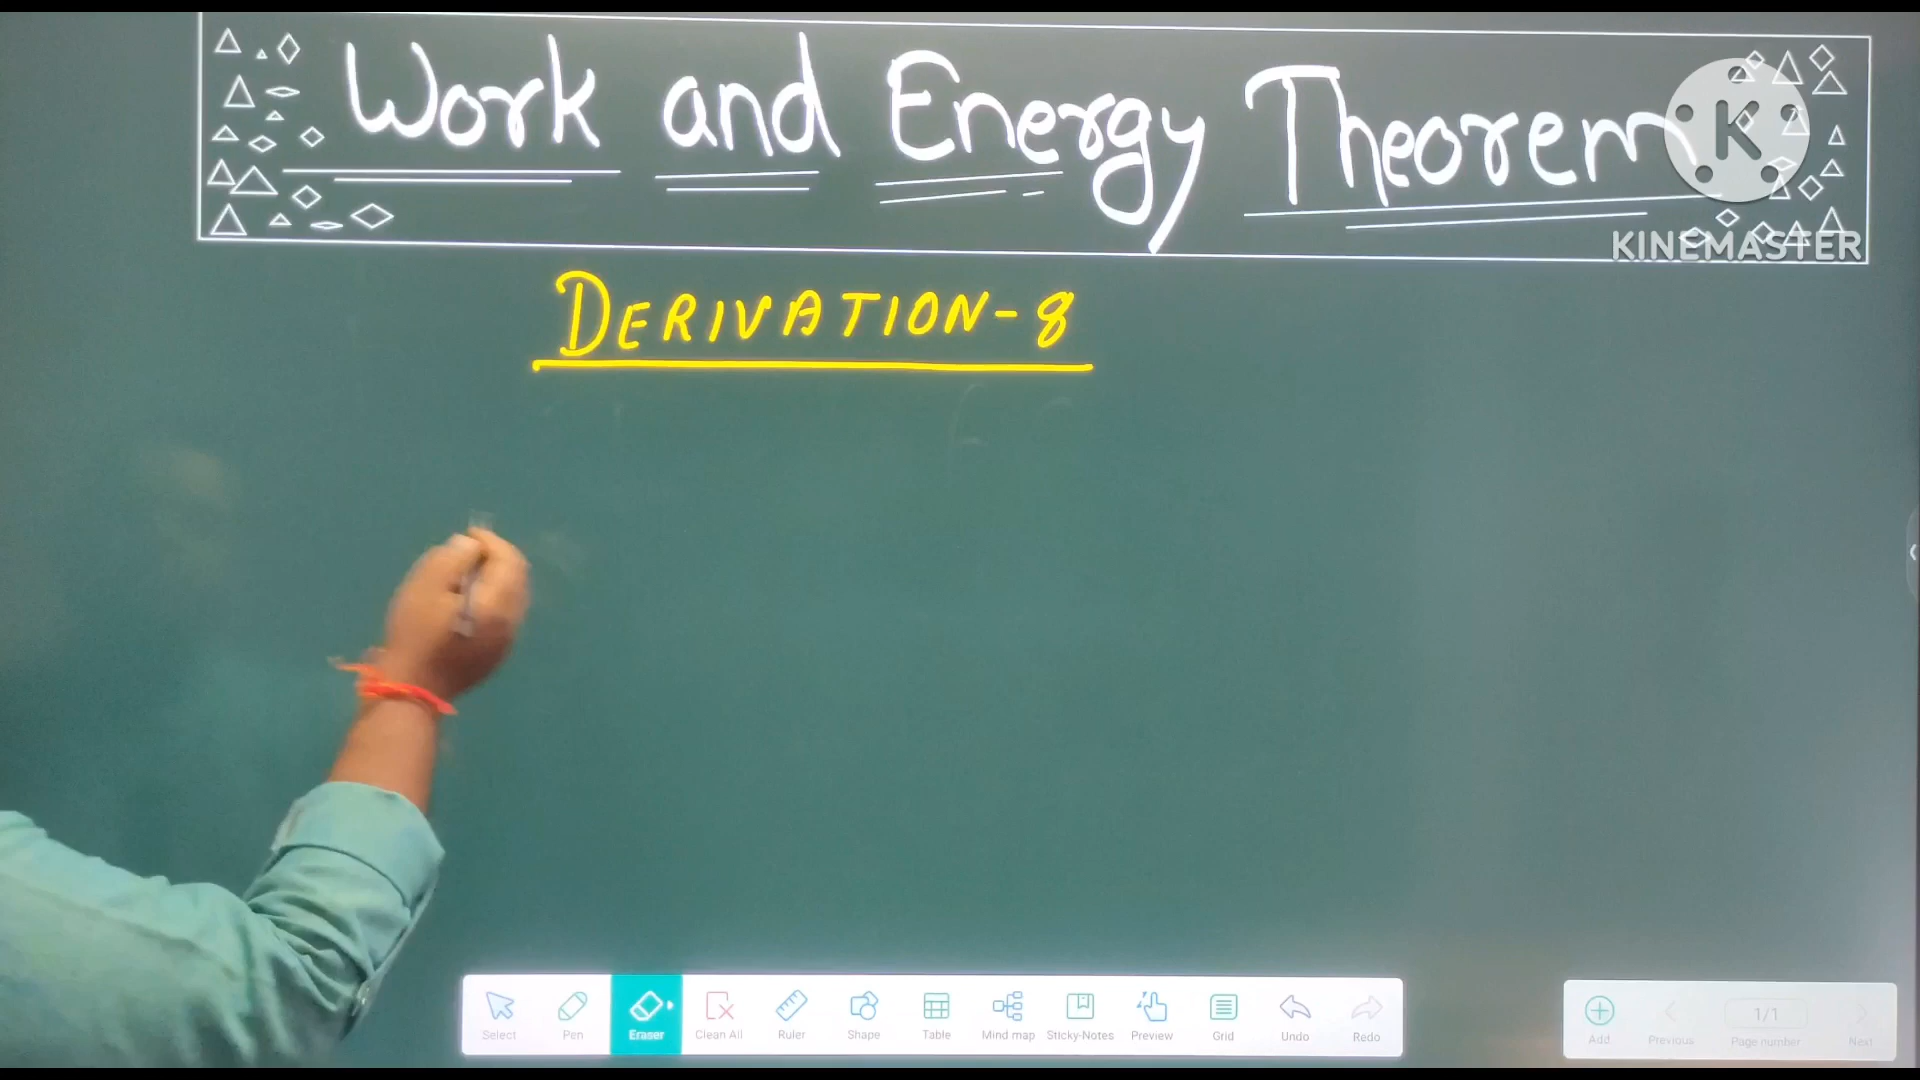 Work and Energy Theorem
K
KINEMASTER
DERIVATION-8
Select
Pen
Eraser
Clean All
Ruler
Shape
Table
Mind map
Sticky-Notes
Preview
Grid
Undo
Redo
Add
Previous
1/1
Page number
Next